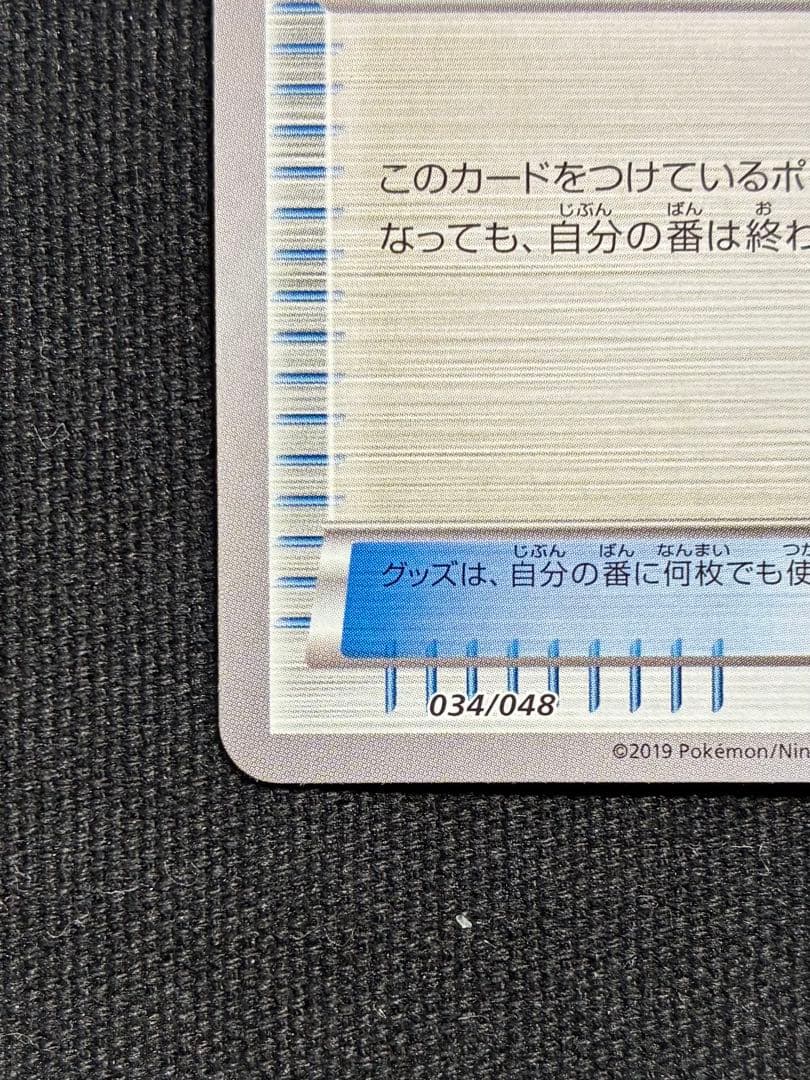 このカードをつけているポ
なっても、自分の番は終わ
グッズは、自分の番に何枚でも使
034/048
©2019 Pokémon/Nin